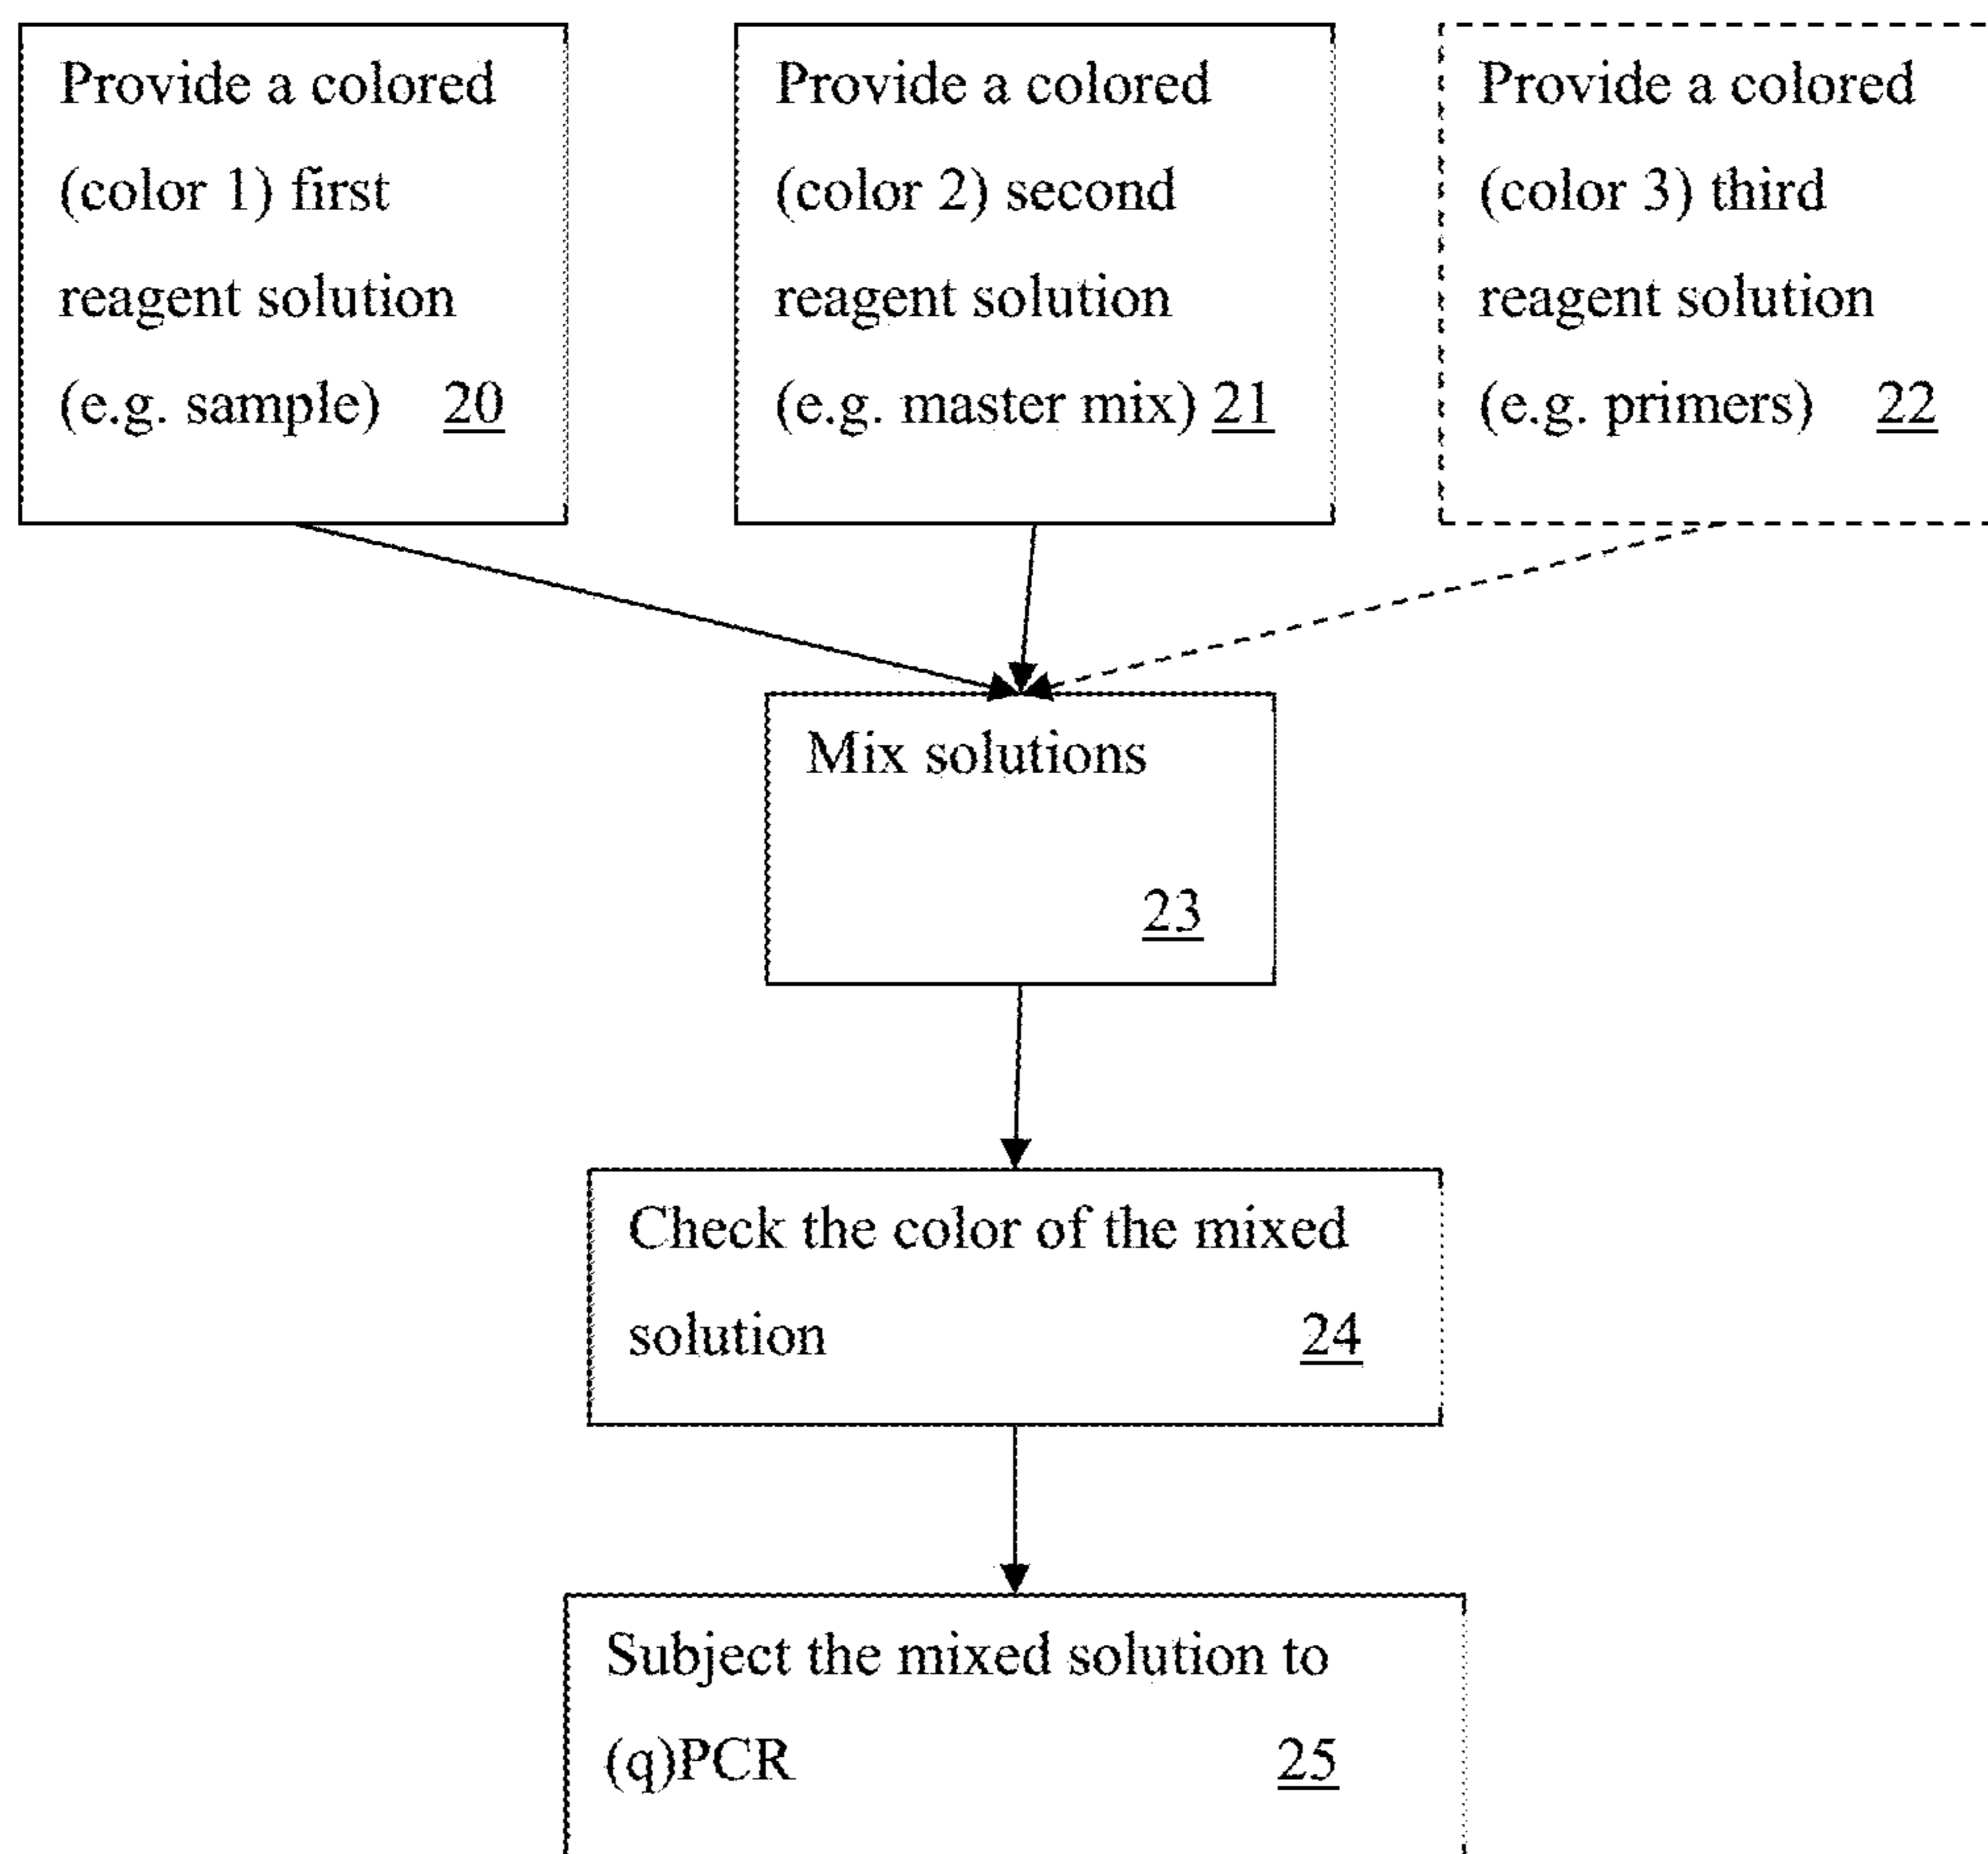 Provide a colored
(color 1) first
reagent solution
(e.g. sample) 20
Provide a colored
(color 2) second
reagent solution
(e.g. master mix) 21
Provide a colored
(color 3) third
reagent solution
(e.g. primers) 22
Mix solutions
23
Check the color of the mixed
solution 24
Subject the mixed solution to
(q)PCR 25